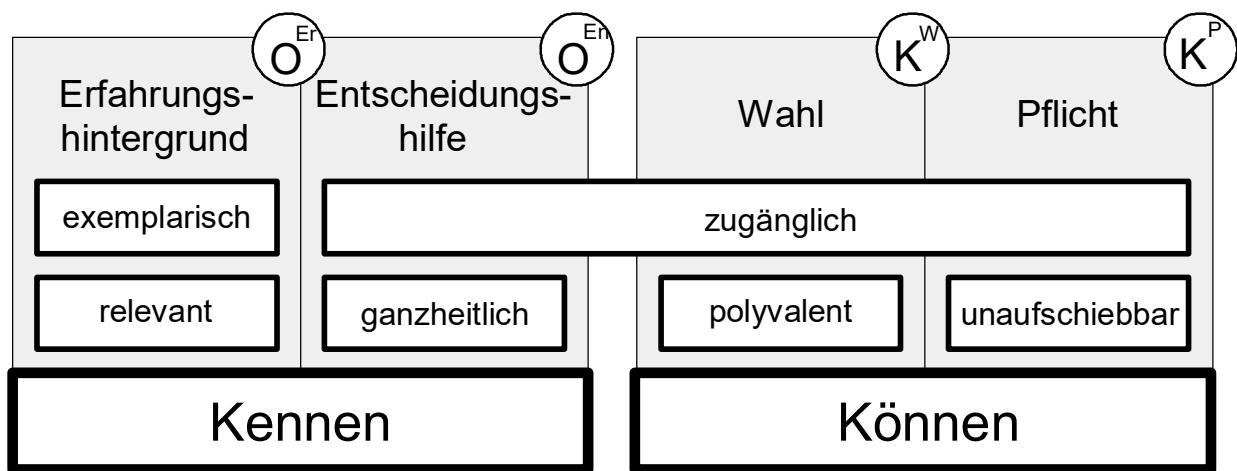 O^Er
O^En
K^W
K^P
Erfahrungs-
hintergrund
Entscheidungs-
hilfe
Wahl
Pflicht
exemplarisch
zugänglich
relevant
ganzheitlich
polyvalent
unaufschiebbar
Kennen
Können